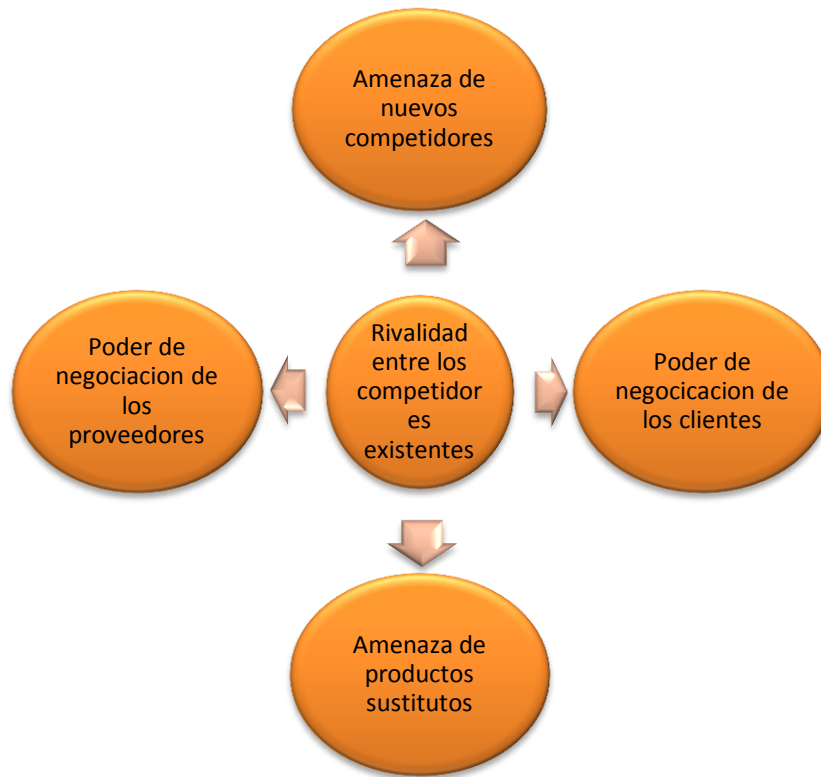 Amenaza de
nuevos
competidores
Poder de
negociacion de
los
proveedores
Rivalidad
entre los
competidor
es
existentes
Poder de
negocicacion de
los clientes
Amenaza de
productos
sustitutos